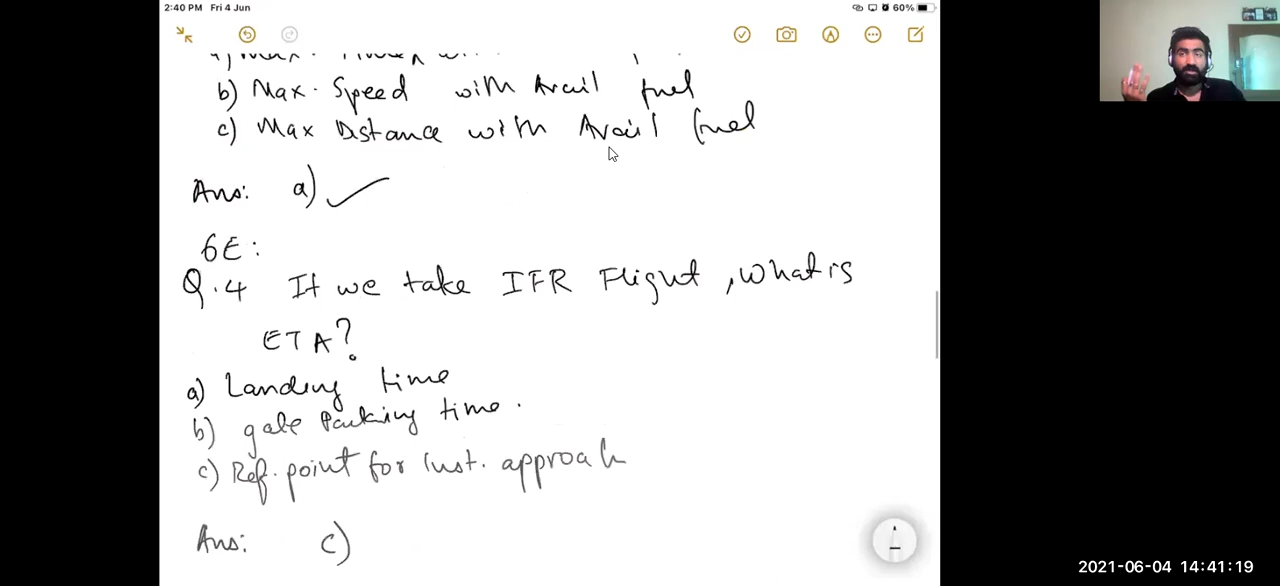 2:40 PM Fri 4 Jun
60%
b) Max. Speed with Avail fuel
c) Max Distance with Avail fuel
Ans: a)
6E:
Q.4 If we take IFR Flight, what is
ETA?
a) Landing time
b) gate Parking time.
c) Ref. point for Inst. approah
Ans: c)
2021-06-04 14:41:19